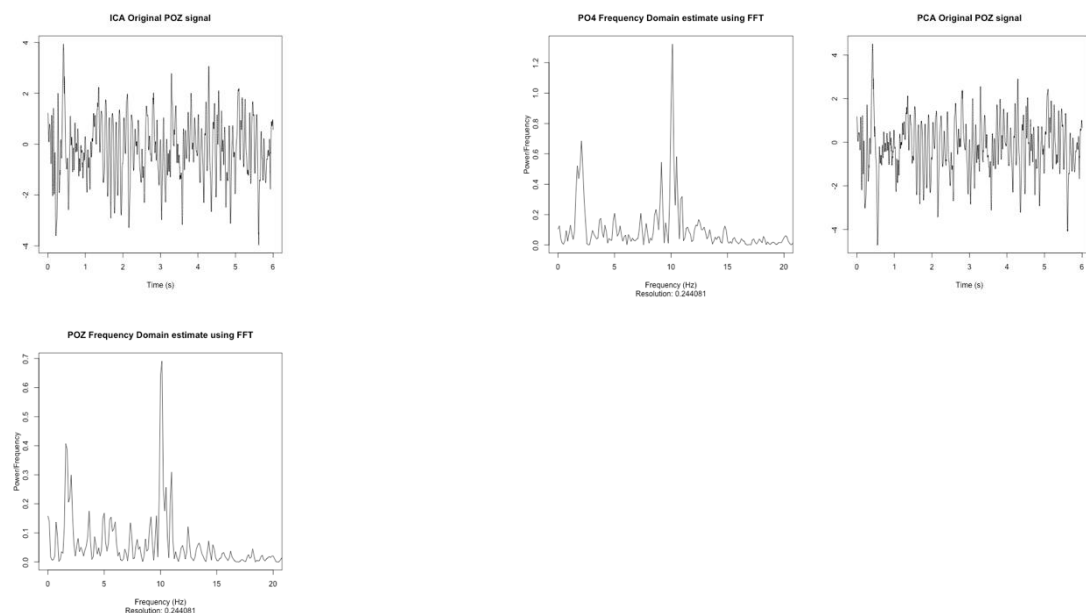 ICA Original POZ signal
4
2
0
-2
-4
0 1 2 3 4 5 6
Time (s)
PO4 Frequency Domain estimate using FFT
Power/Frequency
1.2
1.0
0.8
0.6
0.4
0.2
0.0
0 5 10 15 20
Frequency (Hz)
Resolution: 0.244081
PCA Original POZ signal
4
2
0
-2
-4
0 1 2 3 4 5 6
Time (s)
POZ Frequency Domain estimate using FFT
Power/Frequency
0.7
0.6
0.5
0.4
0.3
0.2
0.1
0.0
0 5 10 15 20
Frequency (Hz)
Resolution: 0.244081